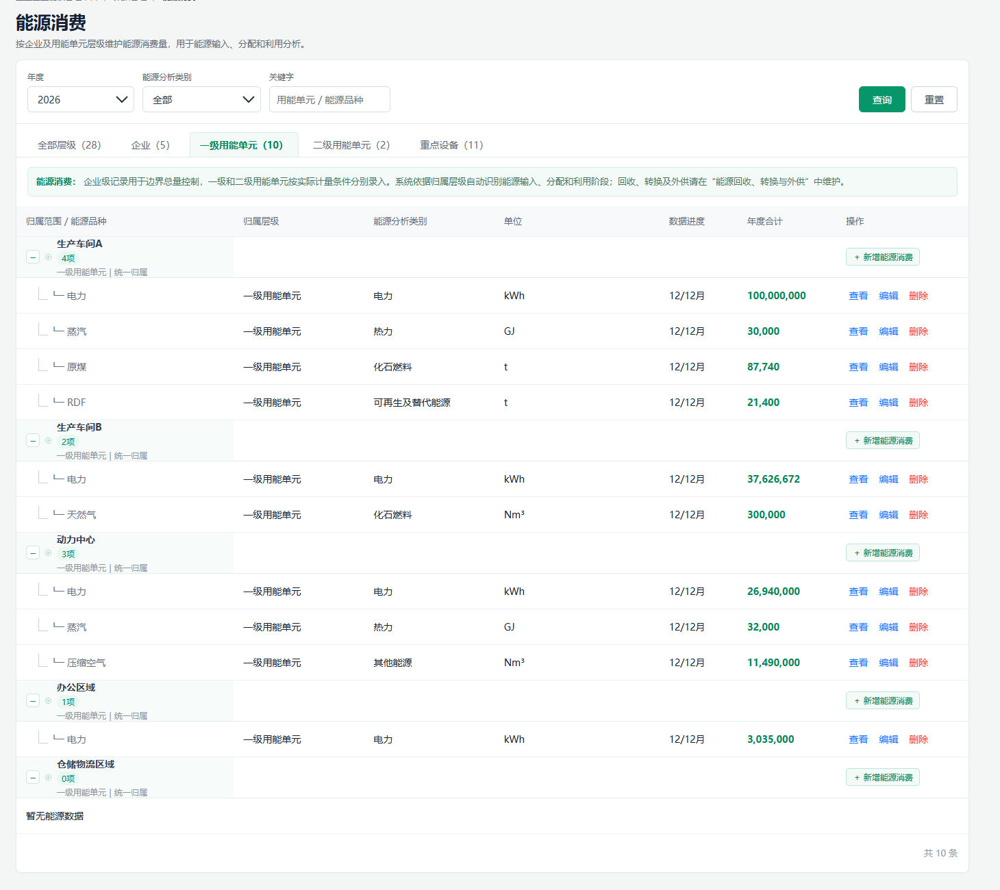 能源消费
按企业及用能单元层级维护能源消费量，用于能源输入、分配和利用分析。
年度 能源分析类别 关键字
2026 全部 用能单元 / 能源品种 查询 重置
全部层级（28） 企业（5） 一级用能单元（10） 二级用能单元（2） 重点设备（11）
能源消费： 企业级记录用于边界总量控制，一级和二级用能单元按实际计量条件分别录入。系统依据归属层级自动识别能源输入、分配和利用阶段；回收、转换及外供请在“能源回收、转换与外供”中维护。
归属范围 / 能源品种 归属层级 能源分析类别 单位 数据进度 年度合计 操作
生产车间A
4项
一级用能单元 | 统一归属
+ 新增能源消费
电力 一级用能单元 电力 kWh 12/12月 100,000,000 查看 编辑 删除
蒸汽 一级用能单元 热力 GJ 12/12月 30,000 查看 编辑 删除
原煤 一级用能单元 化石燃料 t 12/12月 87,740 查看 编辑 删除
RDF 一级用能单元 可再生及替代能源 t 12/12月 21,400 查看 编辑 删除
生产车间B
2项
一级用能单元 | 统一归属
+ 新增能源消费
电力 一级用能单元 电力 kWh 12/12月 37,626,672 查看 编辑 删除
天然气 一级用能单元 化石燃料 Nm³ 12/12月 300,000 查看 编辑 删除
动力中心
3项
一级用能单元 | 统一归属
+ 新增能源消费
电力 一级用能单元 电力 kWh 12/12月 26,940,000 查看 编辑 删除
蒸汽 一级用能单元 热力 GJ 12/12月 32,000 查看 编辑 删除
压缩空气 一级用能单元 其他能源 Nm³ 12/12月 11,490,000 查看 编辑 删除
办公区域
1项
一级用能单元 | 统一归属
+ 新增能源消费
电力 一级用能单元 电力 kWh 12/12月 3,035,000 查看 编辑 删除
仓储物流区域
0项
一级用能单元 | 统一归属
+ 新增能源消费
暂无能源数据
共 10 条